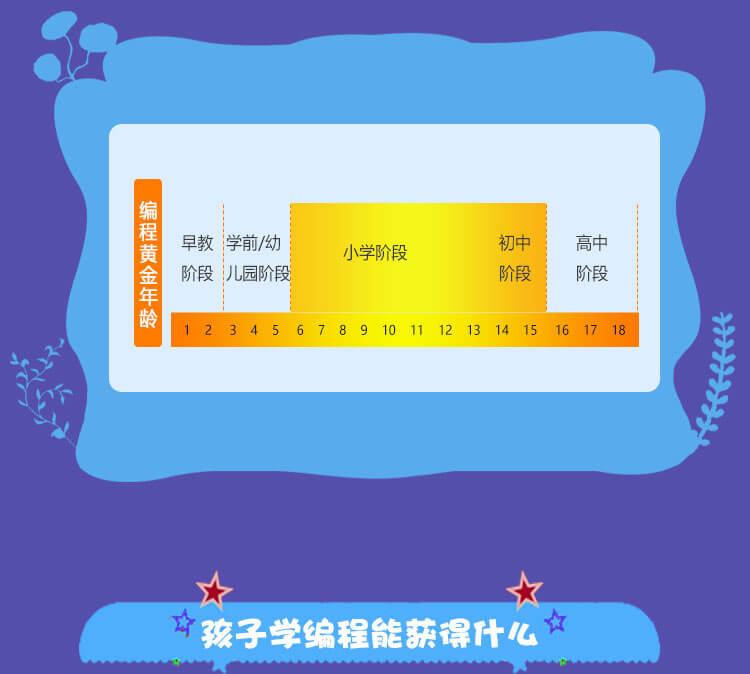 编程黄金年龄
早教
阶段
学前/幼
儿园阶段
小学阶段
初中
阶段
高中
阶段
1 2 3 4 5 6 7 8 9 10 11 12 13 14 15 16 17 18
孩子学编程能获得什么